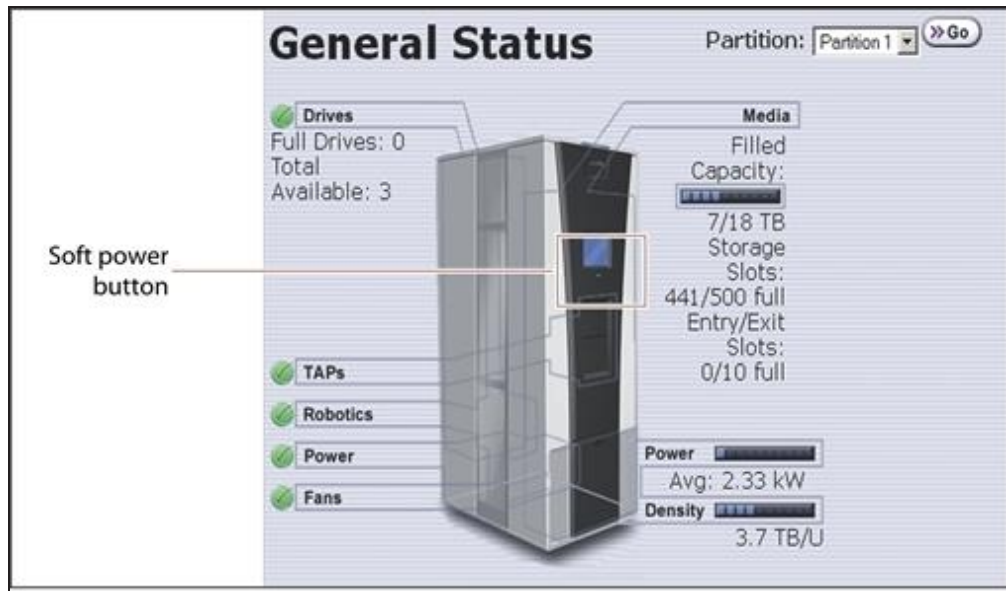 General Status
Partition: Partition 1
Go
Drives
Full Drives: 0
Total
Available: 3
Media
Filled
Capacity:
7/18 TB
Storage
Slots:
441/500 full
Entry/Exit
Slots:
0/10 full
Soft power
button
TAPs
Robotics
Power
Fans
Power
Avg: 2.33 kW
Density
3.7 TB/U